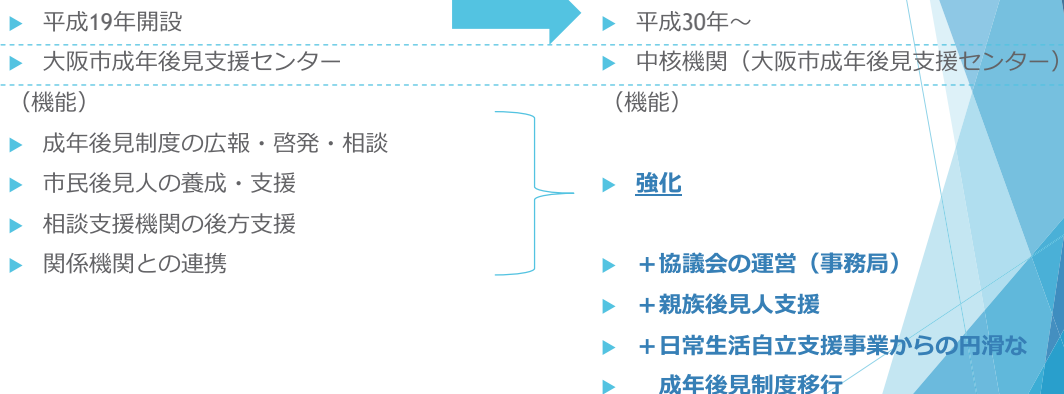 平成19年開設
大阪市成年後見支援センター
（機能）
成年後見制度の広報・啓発・相談
市民後見人の養成・支援
相談支援機関の後方支援
関係機関との連携
平成30年～
中核機関（大阪市成年後見支援センター）
（機能）
強化
＋協議会の運営（事務局）
＋親族後見人支援
＋日常生活自立支援事業からの円滑な
成年後見制度移行